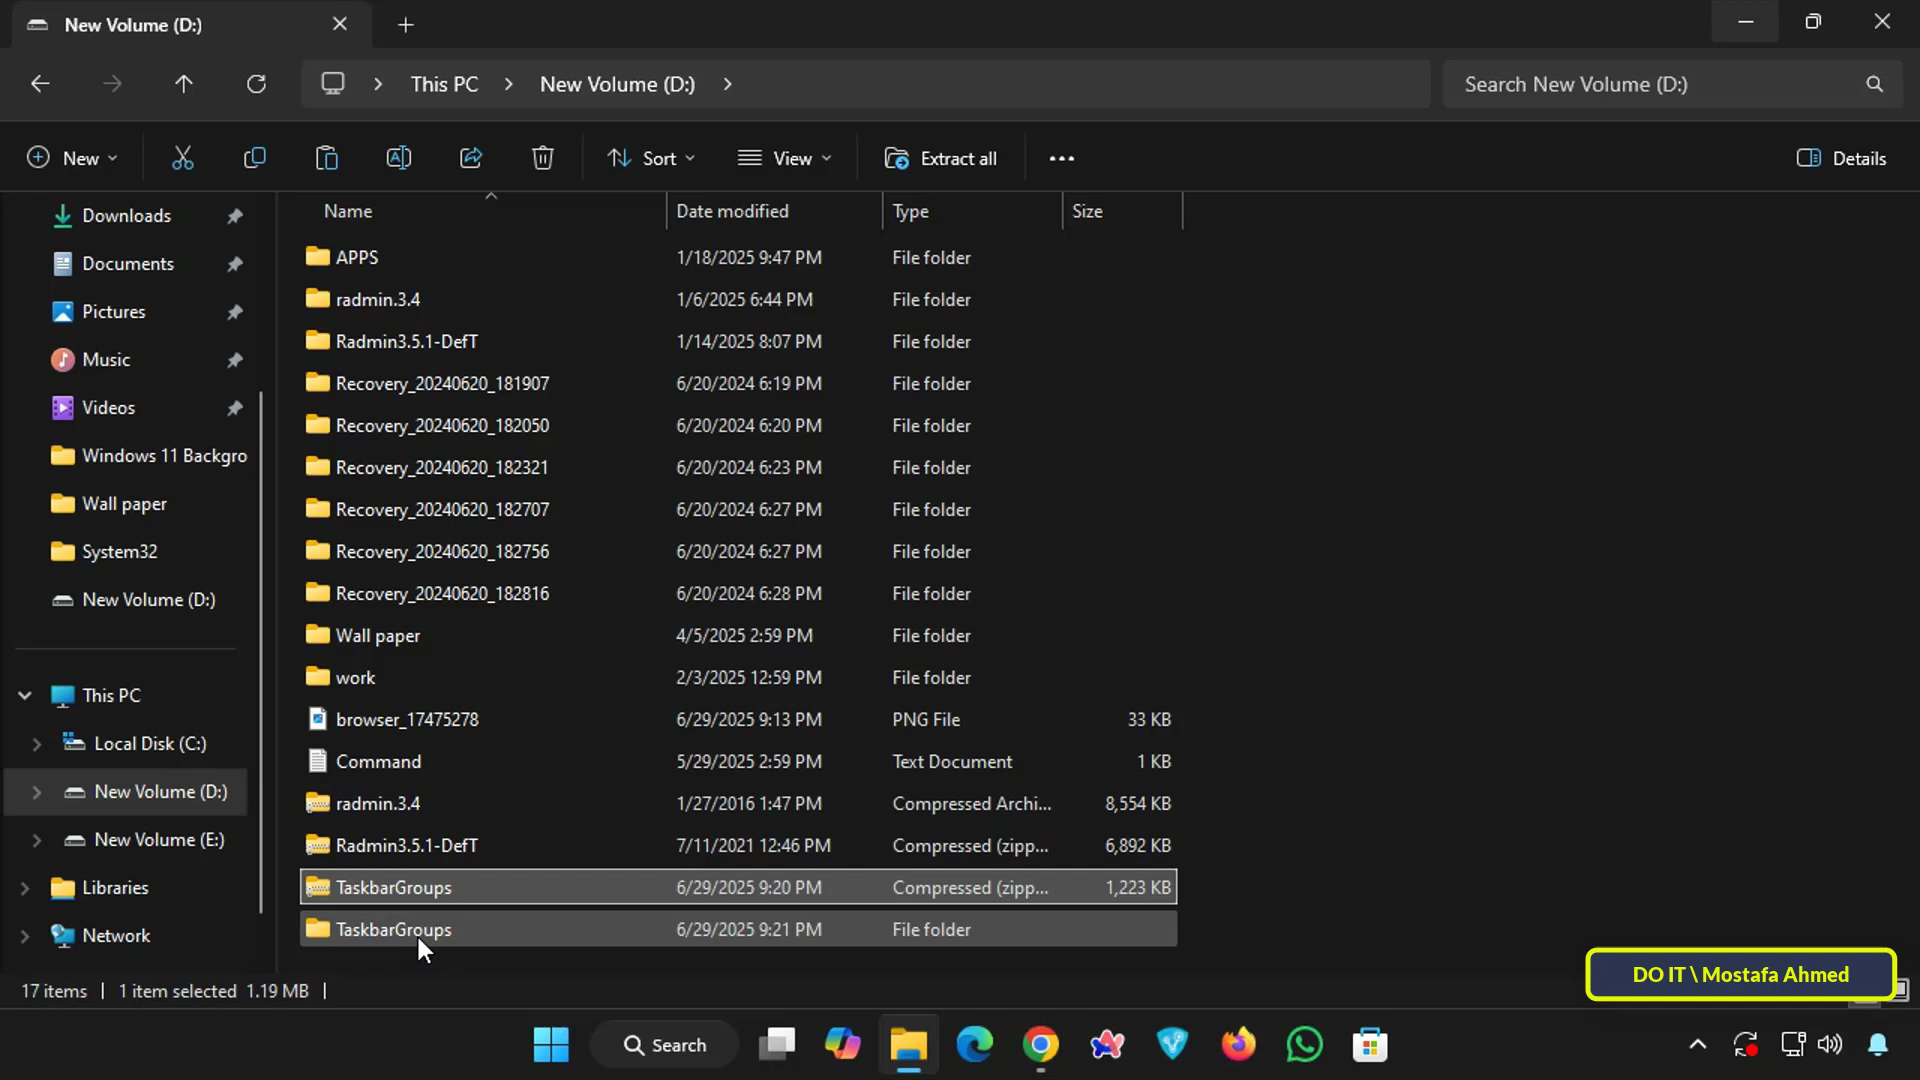 New Volume (D:)
This PC
New Volume (D:)
Search New Volume (D:)
New
Sort
View
Extract all
Details
Name
Date modified
Type
Size
Downloads
Documents
Pictures
Music
Videos
Windows 11 Backgro
Wall paper
System32
New Volume (D:)
This PC
Local Disk (C:)
New Volume (D:)
New Volume (E:)
Libraries
Network
APPS 1/18/2025 9:47 PM File folder
radmin.3.4 1/6/2025 6:44 PM File folder
Radmin3.5.1-DefT 1/14/2025 8:07 PM File folder
Recovery_20240620_181907 6/20/2024 6:19 PM File folder
Recovery_20240620_182050 6/20/2024 6:20 PM File folder
Recovery_20240620_182321 6/20/2024 6:23 PM File folder
Recovery_20240620_182707 6/20/2024 6:27 PM File folder
Recovery_20240620_182756 6/20/2024 6:27 PM File folder
Recovery_20240620_182816 6/20/2024 6:28 PM File folder
Wall paper 4/5/2025 2:59 PM File folder
work 2/3/2025 12:59 PM File folder
browser_17475278 6/29/2025 9:13 PM PNG File 33 KB
Command 5/29/2025 2:59 PM Text Document 1 KB
radmin.3.4 1/27/2016 1:47 PM Compressed Archi... 8,554 KB
Radmin3.5.1-DefT 7/11/2021 12:46 PM Compressed (zipp... 6,892 KB
TaskbarGroups 6/29/2025 9:20 PM Compressed (zipp... 1,223 KB
TaskbarGroups 6/29/2025 9:21 PM File folder
17 items 1 item selected 1.19 MB
DO IT \ Mostafa Ahmed
Search